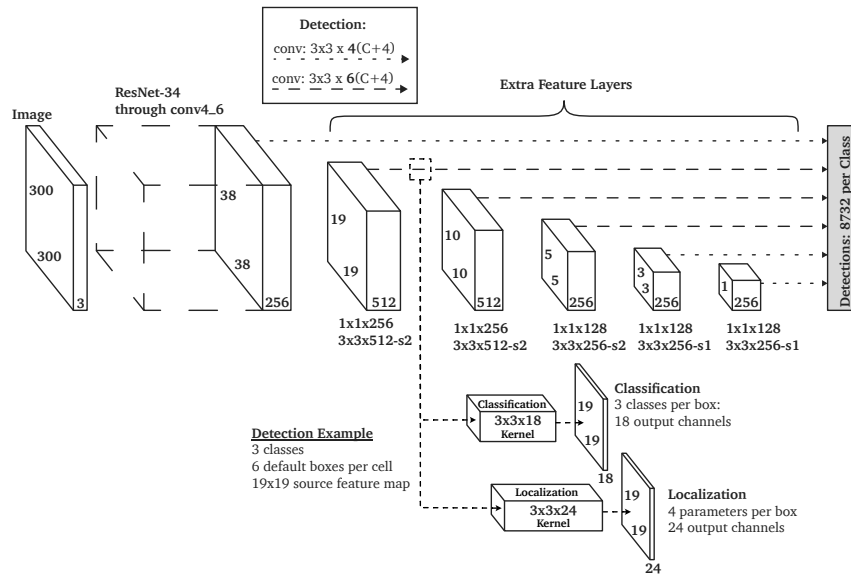 Detection:
conv: 3x3 x 4(C+4)
conv: 3x3 x 6(C+4)
ResNet-34
through conv4_6
Extra Feature Layers
Image
300
300
3
38
38
256
19
19
512
10
10
512
5
5
256
3
3
256
1
256
Detections: 8732 per Class
1x1x256
3x3x512-s2
1x1x256
3x3x512-s2
1x1x128
3x3x256-s2
1x1x128
3x3x256-s1
1x1x128
3x3x256-s1
Detection Example
3 classes
6 default boxes per cell
19x19 source feature map
Classification
3x3x18
Kernel
19
19
18
Classification
3 classes per box:
18 output channels
Localization
3x3x24
Kernel
19
19
24
Localization
4 parameters per box
24 output channels